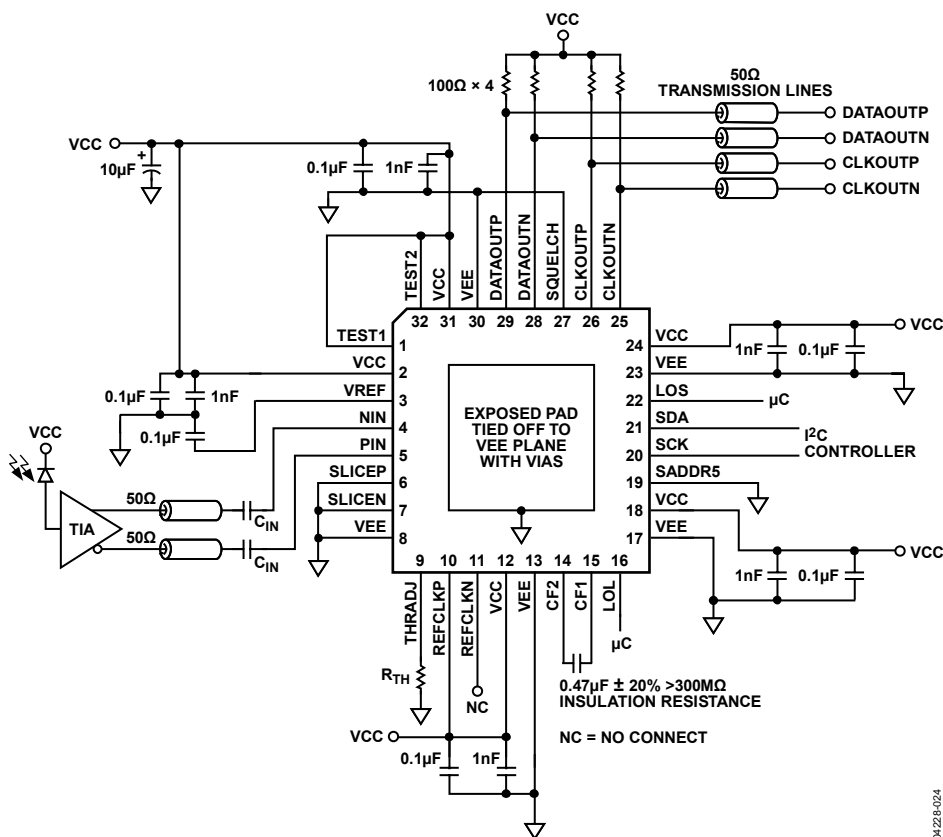 VCC
100Ω × 4
50Ω
TRANSMISSION LINES
DATAOUTP
DATAOUTN
CLKOUTP
CLKOUTN
VCC
+
10µF
0.1µF
1nF
TEST2
VCC
VEE
DATAOUTP
DATAOUTN
SQUELCH
CLKOUTP
CLKOUTN
32
31
30
29
28
27
26
25
TEST1
1
VCC
2
VREF
3
NIN
4
PIN
5
SLICEP
6
SLICEN
7
VEE
8
0.1µF
1nF
0.1µF
VCC
TIA
50Ω
CIN
50Ω
CIN
EXPOSED PAD
TIED OFF TO
VEE PLANE
WITH VIAS
24
VCC
23
VEE
22
LOS
21
SDA
20
SCK
19
SADDR5
18
VCC
17
VEE
VCC
1nF
0.1µF
µC
I2C
CONTROLLER
VCC
1nF
0.1µF
9
10
11
12
13
14
15
16
THRADJ
REFCLKP
REFCLKN
VCC
VEE
CF2
CF1
LOL
µC
RTH
NC
0.47µF ± 20% >300MΩ
INSULATION RESISTANCE
VCC
0.1µF
1nF
NC = NO CONNECT
04228-024